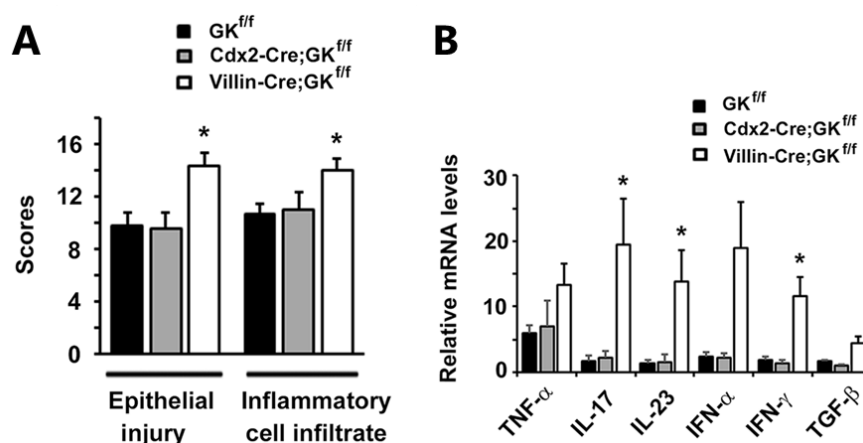 A
GK^f/f
Cdx2-Cre;GK^f/f
Villin-Cre;GK^f/f
Scores
16
12
8
4
0
*
*
Epithelial
injury
Inflammatory
cell infiltrate
B
GK^f/f
Cdx2-Cre;GK^f/f
Villin-Cre;GK^f/f
Relative mRNA levels
30
20
10
0
*
*
*
TNF-α
IL-17
IL-23
IFN-α
IFN-γ
TGF-β